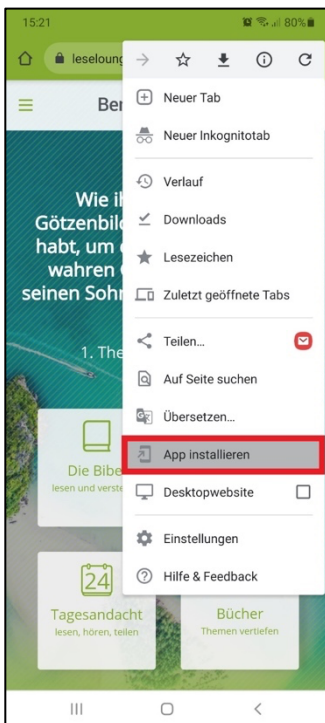 15:21
80%
leseloung
Ber
Neuer Tab
Neuer Inkognitotab
Verlauf
Downloads
Lesezeichen
Zuletzt geöffnete Tabs
Teilen...
Auf Seite suchen
Übersetzen...
App installieren
Desktopwebsite
Einstellungen
Hilfe & Feedback
Wie
Götzenbild
habt, um
wahren
seinen Sohn
1. The
Die Bibe
lesen und verste
24
Tagesandacht
lesen, hören, teilen
Bücher
Themen vertiefen